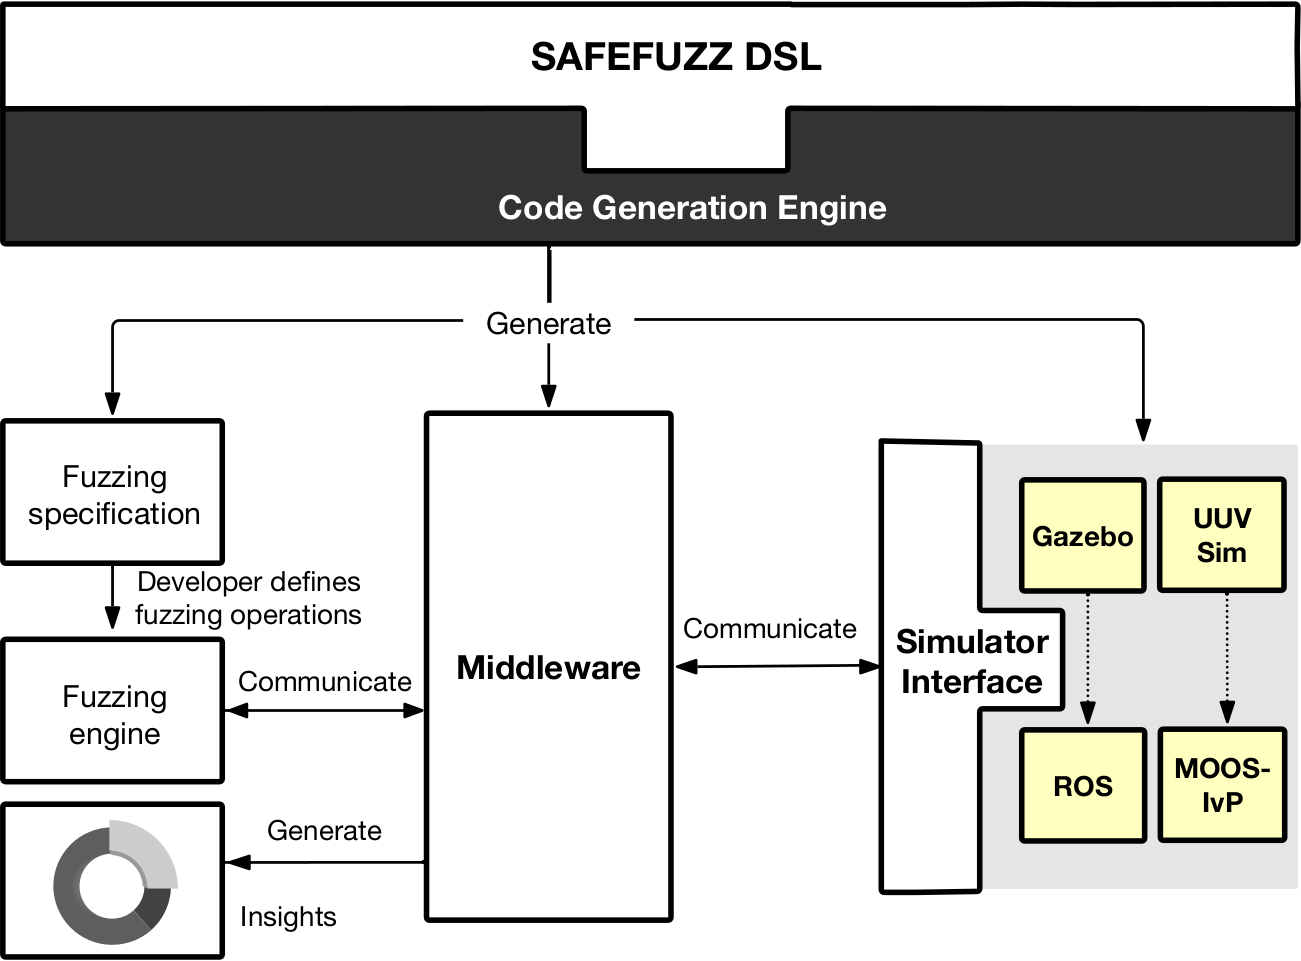 SAFEFUZZ DSL
Code Generation Engine
Generate
Fuzzing
specification
Developer defines
fuzzing operations
Fuzzing
engine
Communicate
Generate
Insights
Middleware
Communicate
Simulator
Interface
Gazebo
UUV
Sim
ROS
MOOS-
IvP